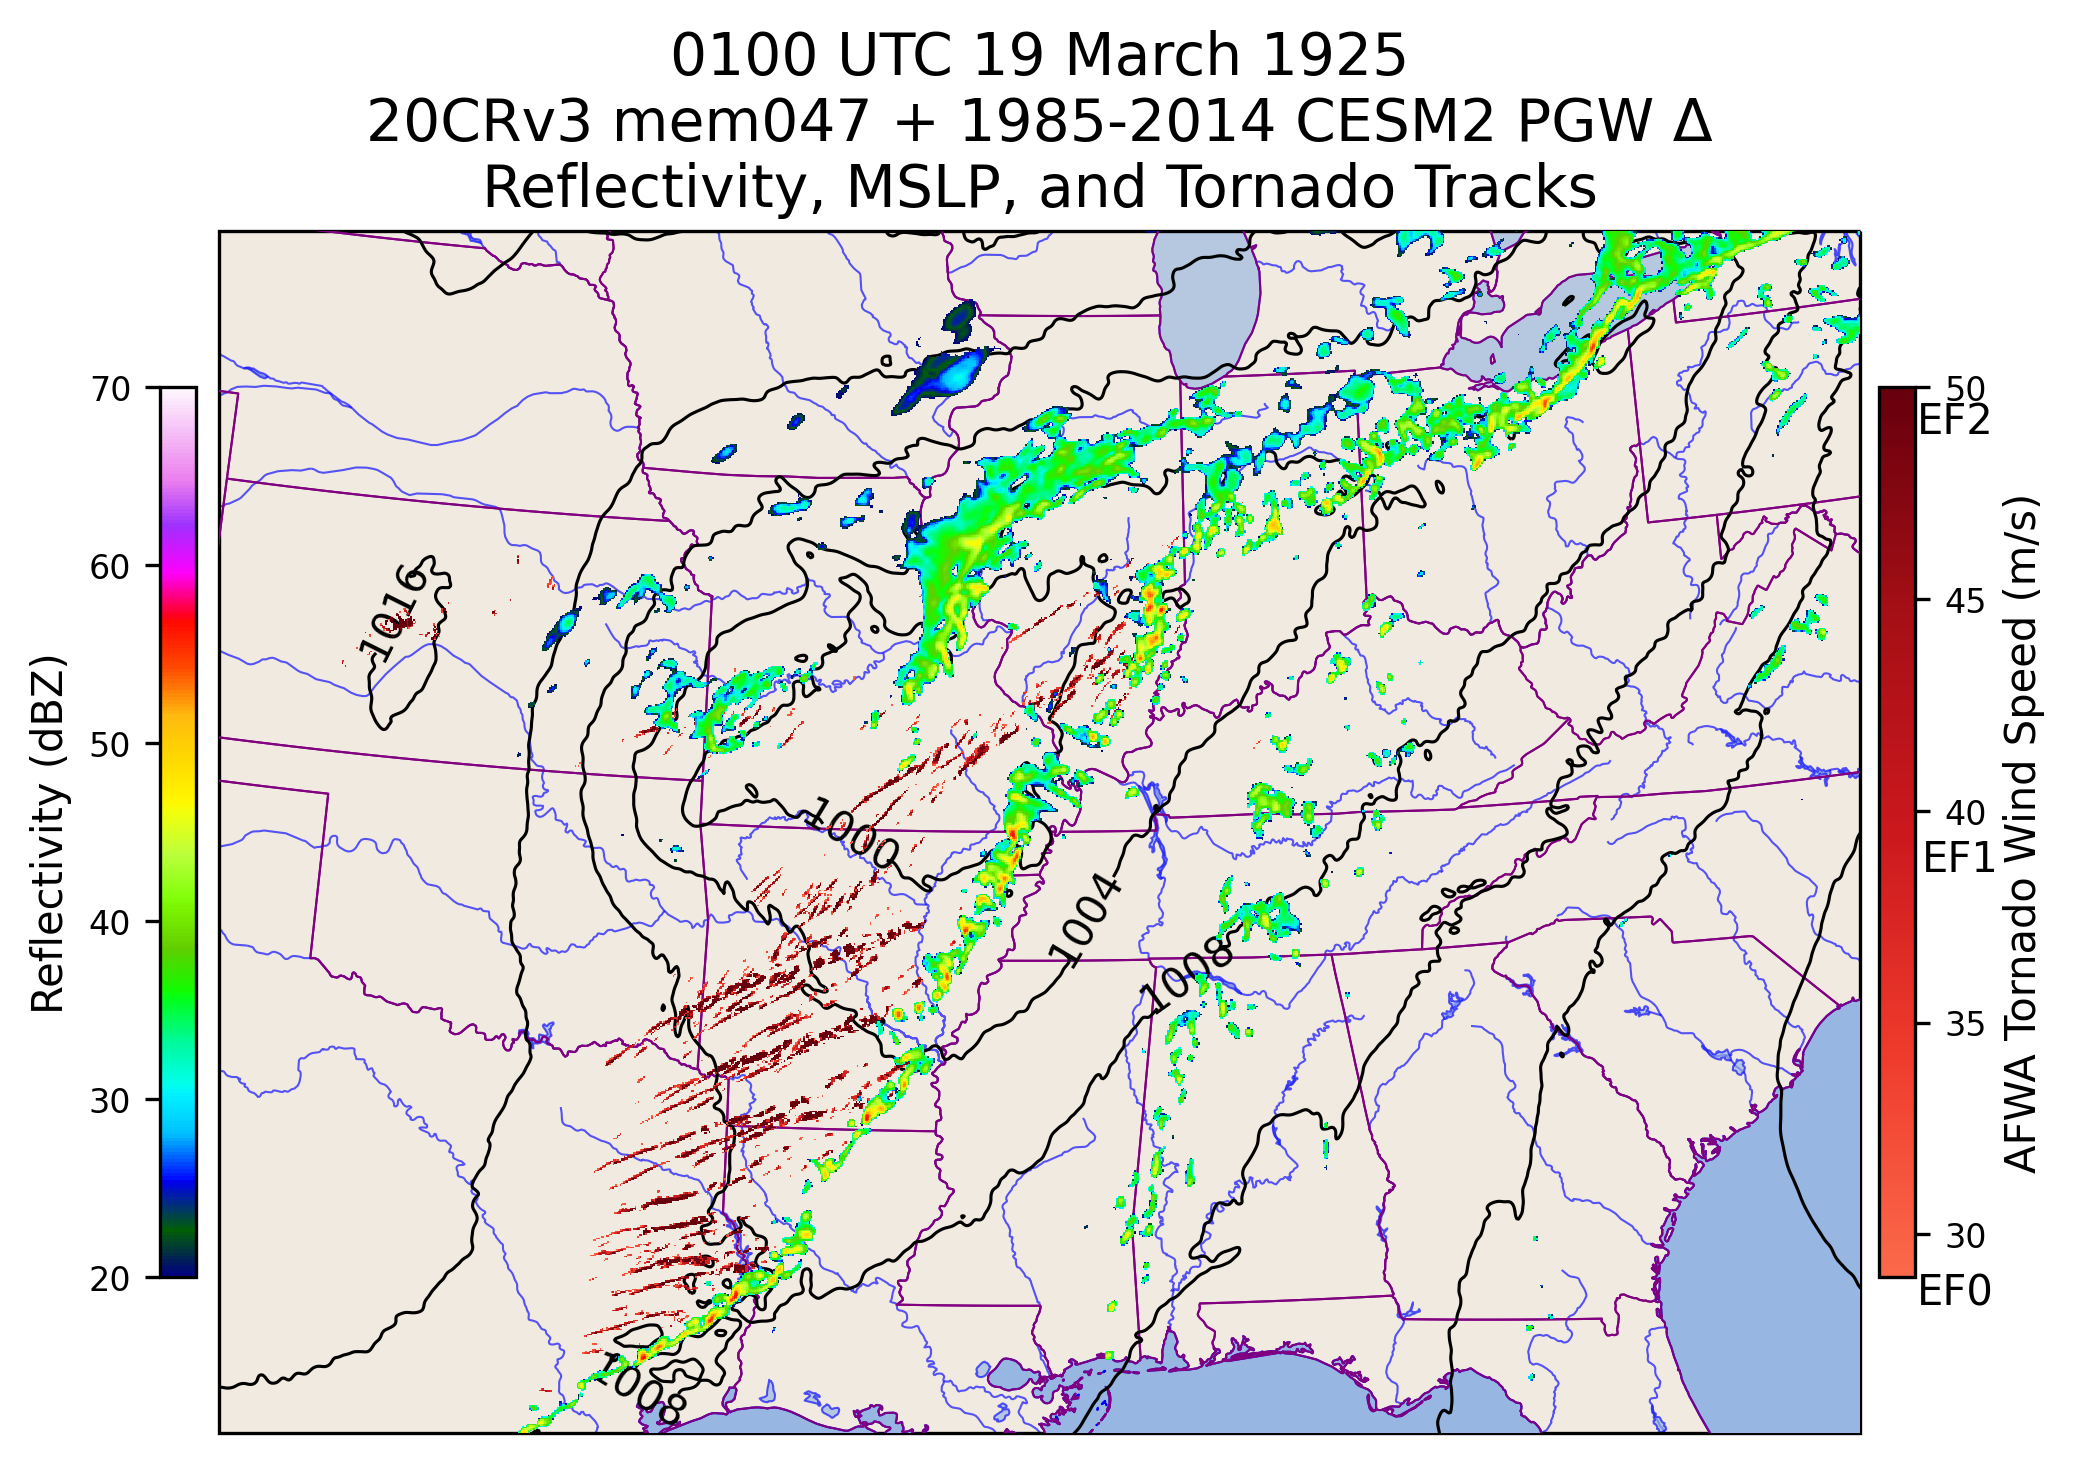 0100 UTC 19 March 1925
20CRv3 mem047 + 1985-2014 CESM2 PGW Δ
Reflectivity, MSLP, and Tornado Tracks
Reflectivity (dBZ)
70
60
50
40
30
20
1016
1000
1004
1008
1008
50
EF2
45
40
EF1
35
30
EF0
AFWA Tornado Wind Speed (m/s)